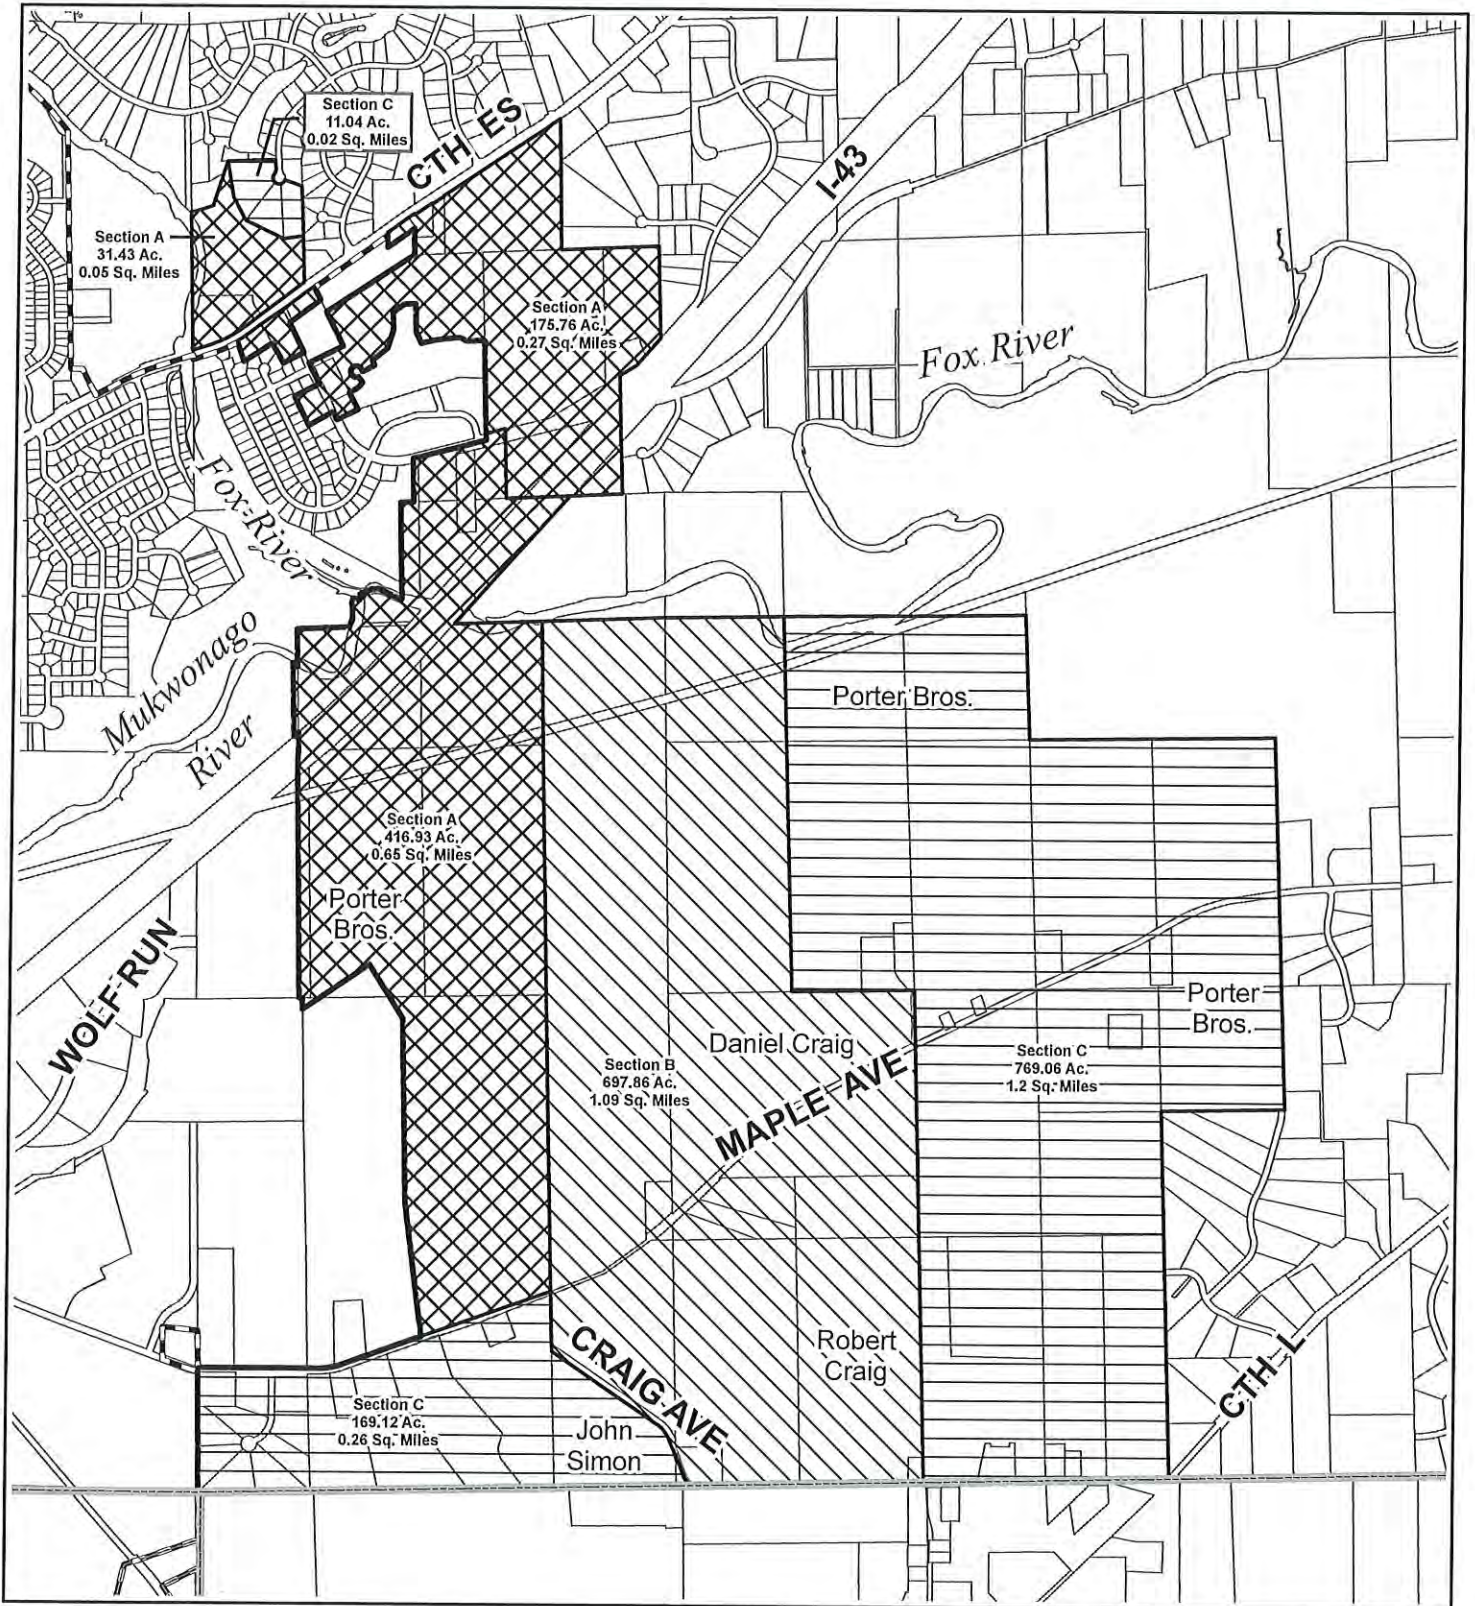 Section C
11.04 Ac.
0.02 Sq. Miles
CTH ES
I-43
Section A
31.43 Ac.
0.05 Sq. Miles
Section A
175.76 Ac.
0.27 Sq. Miles
Fox River
Fox River
Mukwonago
River
Porter Bros.
Section A
416.93 Ac.
0.65 Sq. Miles
Porter
Bros.
WOLF RUN
Porter
Bros.
Daniel Craig
Section B
697.86 Ac.
1.09 Sq. Miles
Section C
769.06 Ac.
1.2 Sq. Miles
MAPLE AVE
CRAIG AVE
Robert
Craig
CTH L
Section C
169.12 Ac.
0.26 Sq. Miles
John
Simon